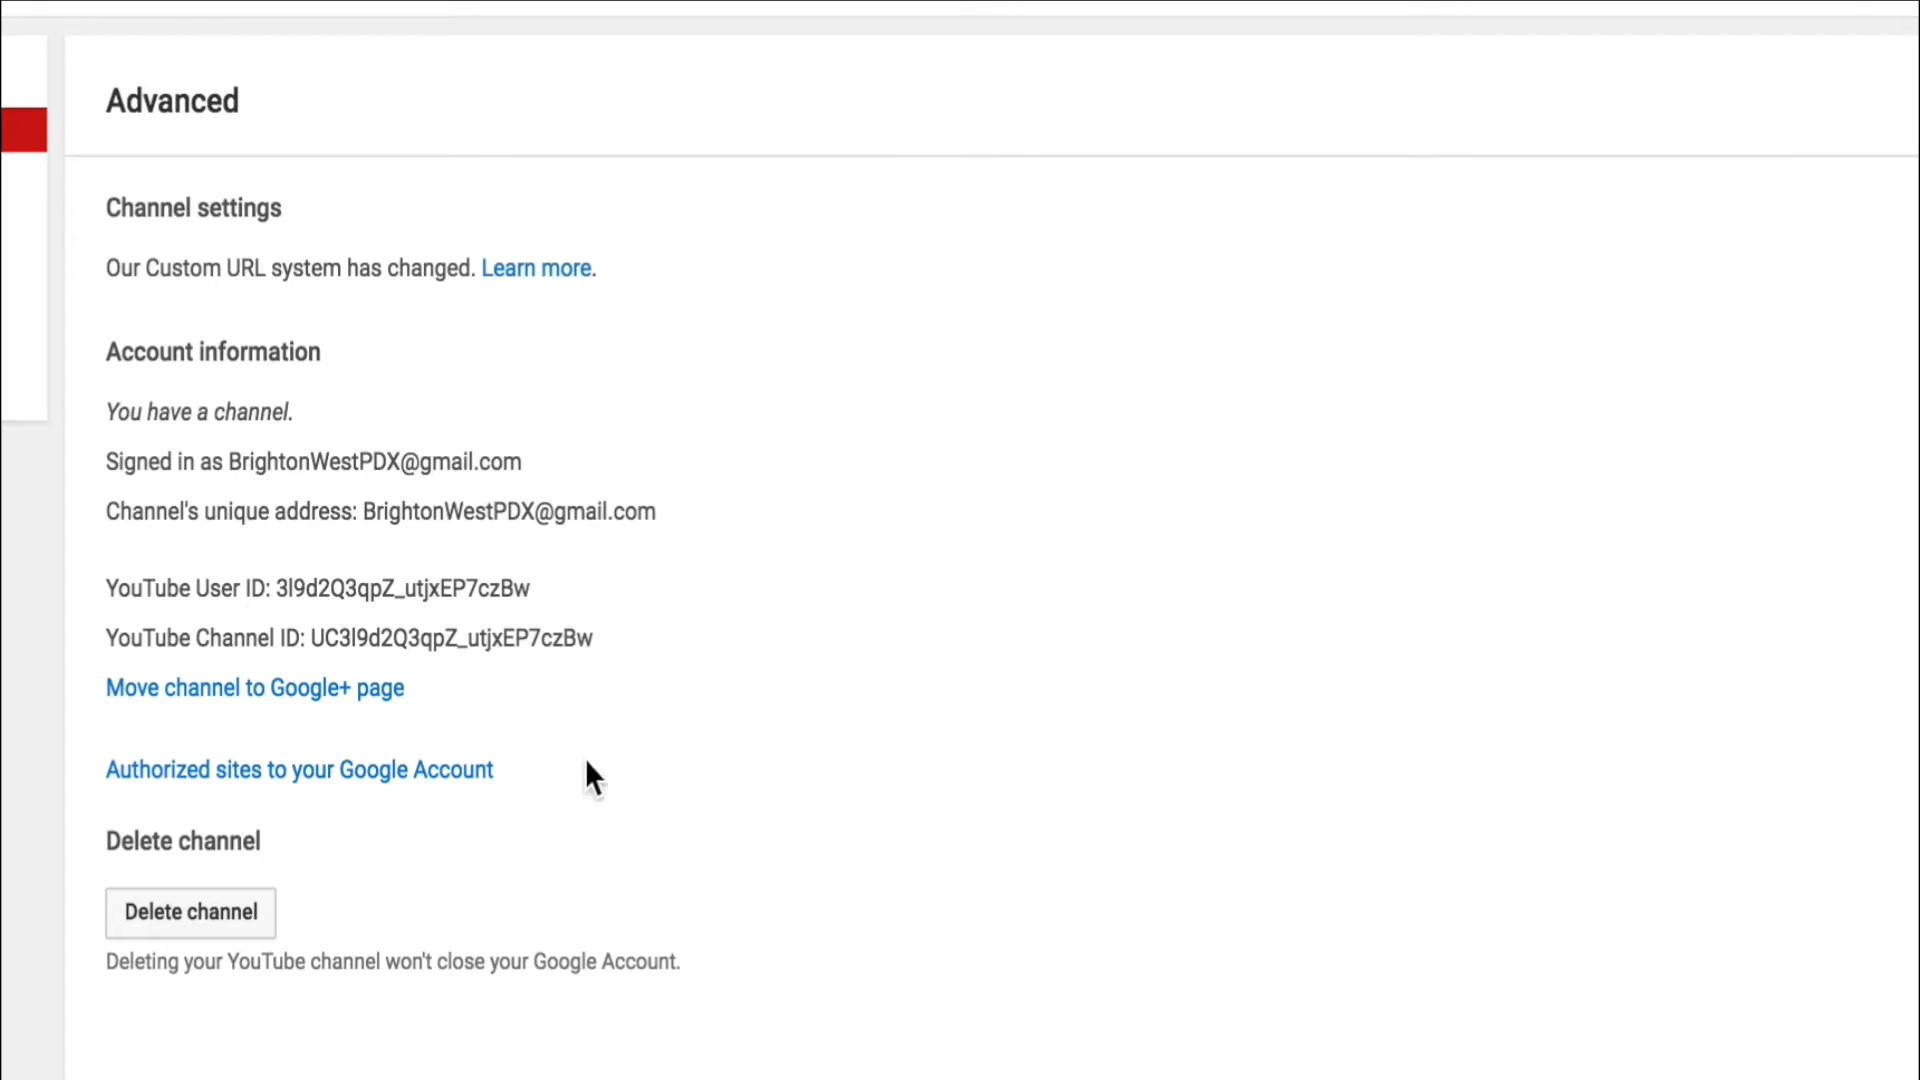 Advanced
Channel settings
Our Custom URL system has changed. Learn more.
Account information
You have a channel.
Signed in as BrightonWestPDX@gmail.com
Channel's unique address: BrightonWestPDX@gmail.com
YouTube User ID: 3l9d2Q3qpZ_utjxEP7czBw
YouTube Channel ID: UC3l9d2Q3qpZ_utjxEP7czBw
Move channel to Google+ page
Authorized sites to your Google Account
Delete channel
Delete channel
Deleting your YouTube channel won't close your Google Account.